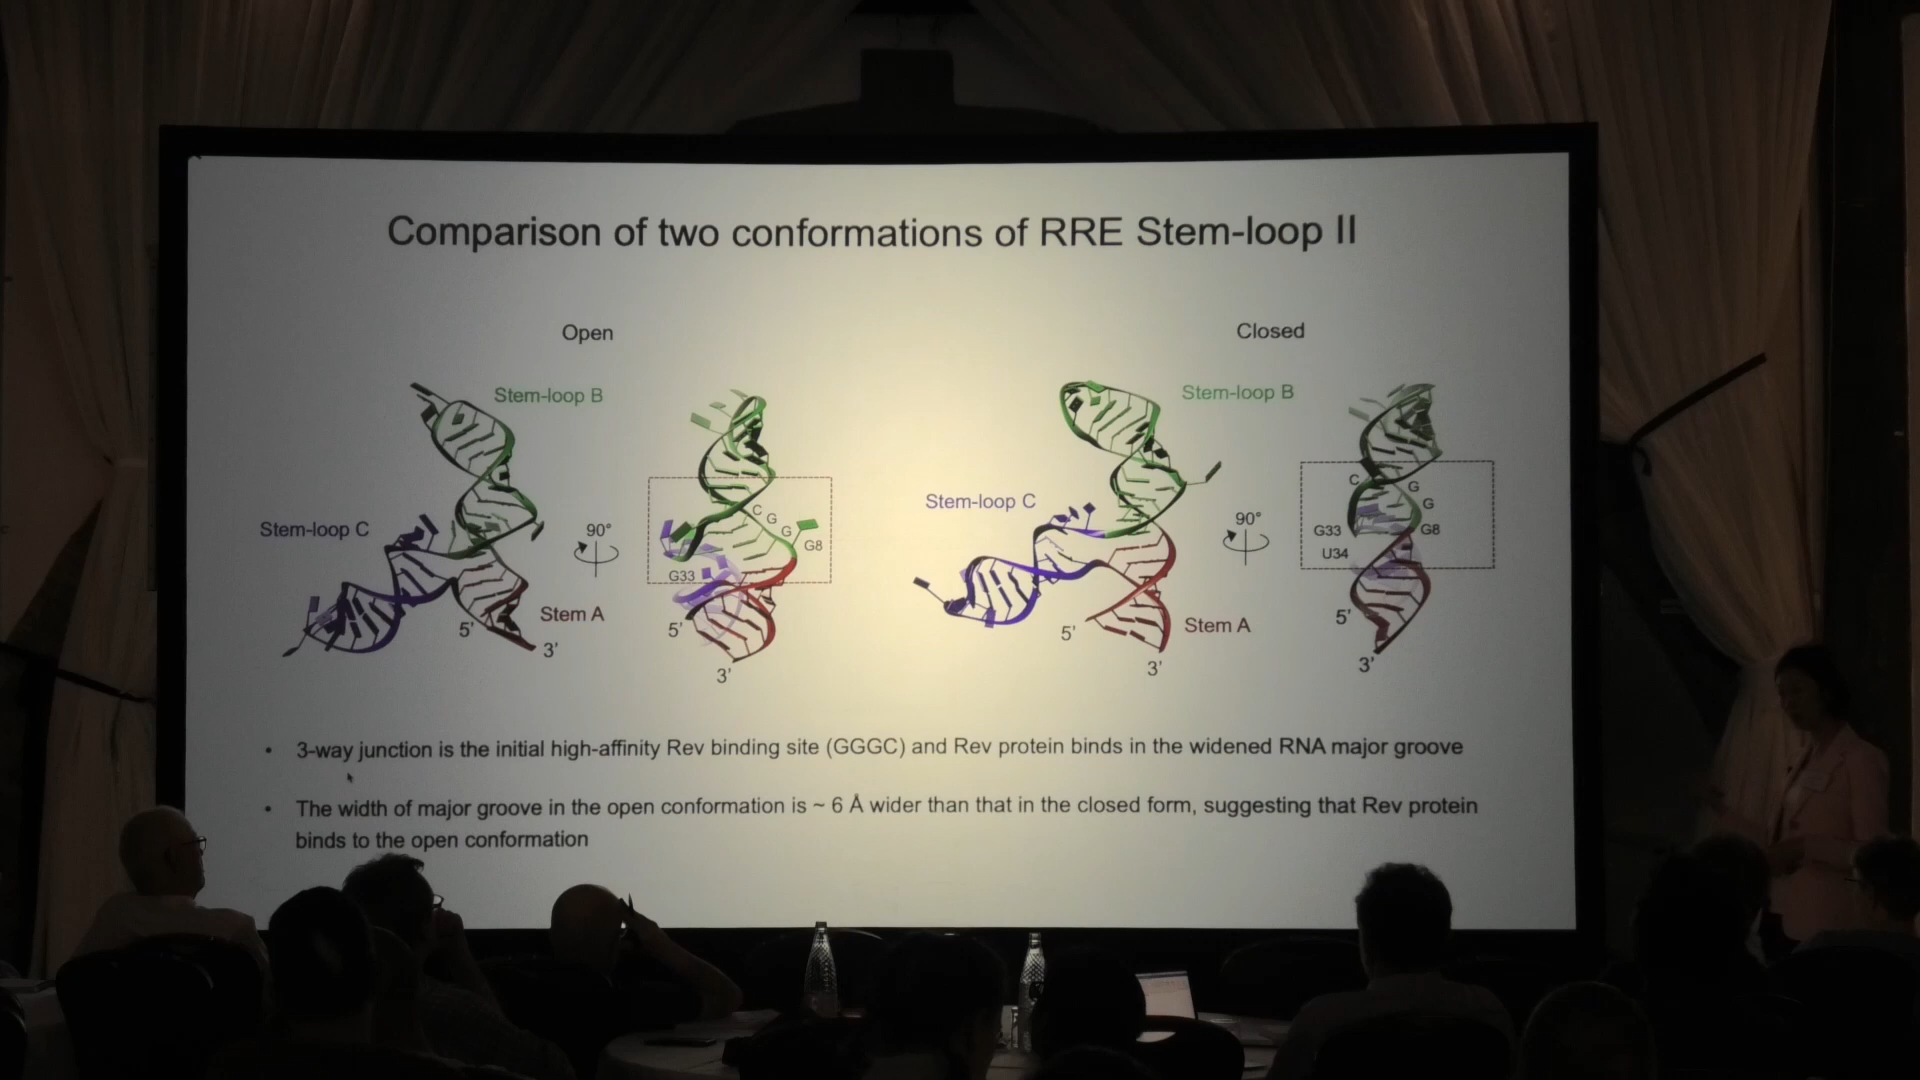 Comparison of two conformations of RRE Stem-loop II
Open
Closed
Stem-loop B
Stem-loop C
90°
C
G
G
G8
G33
Stem A
5'
3'
5'
3'
Stem-loop B
Stem-loop C
90°
C
G
G
G33
G8
U34
Stem A
5'
3'
5'
3'
• 3-way junction is the initial high-affinity Rev binding site (GGGC) and Rev protein binds in the widened RNA major groove
• The width of major groove in the open conformation is ~ 6 Å wider than that in the closed form, suggesting that Rev protein
binds to the open conformation